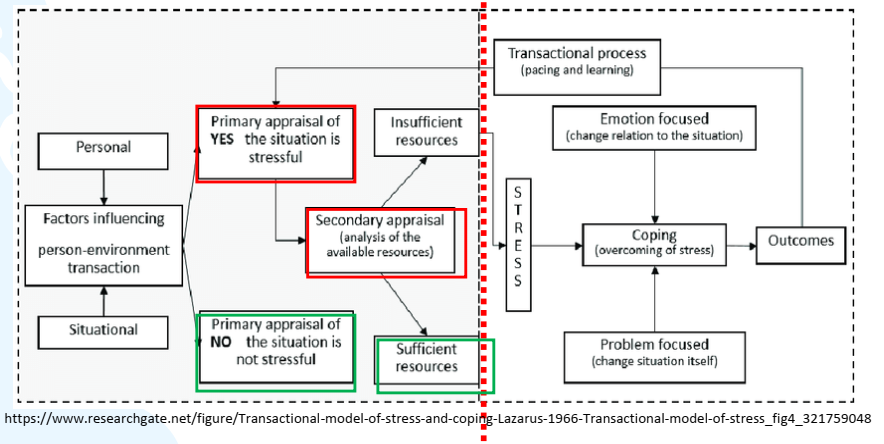 Transactional process
(pacing and learning)
Primary appraisal of
YES the situation is
stressful
Insufficient
resources
Emotion focused
(change relation to the situation)
Personal
Factors influencing
person-environment
transaction
Secondary appraisal
(analysis of the
available resources)
S
T
R
E
S
S
Coping
(overcoming of stress)
Outcomes
Situational
Primary appraisal of
NO the situation is
not stressful
Sufficient
resources
Problem focused
(change situation itself)
https://www.researchgate.net/figure/Transactional-model-of-stress-and-coping-Lazarus-1966-Transactional-model-of-stress_fig4_321759048